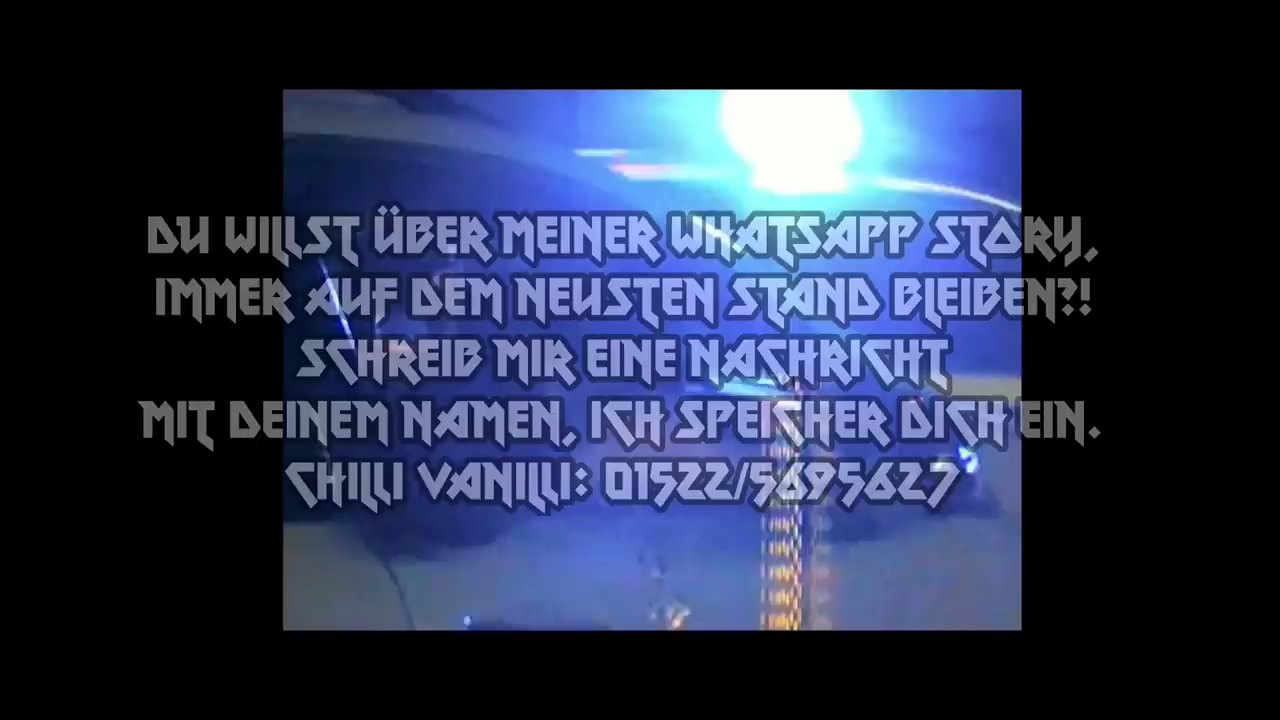 DU WILLST ÜBER MEINER WHATSAPP STORY,
IMMER AUF DEM NEUSTEN STAND BLEIBEN?!
SCHREIB MIR EINE NACHRICHT
MIT DEINEM NAMEN, ICH SPEICHER DICH EIN.
CHILLI VANILLI: 01522/5695627